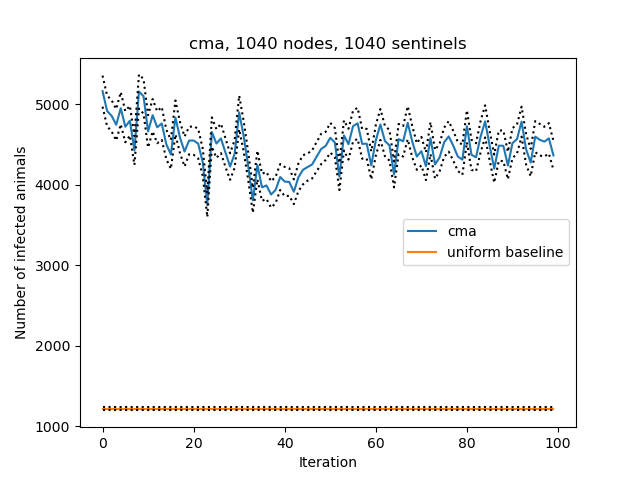 cma, 1040 nodes, 1040 sentinels
Number of infected animals
5000
4000
3000
2000
1000
cma
uniform baseline
0 20 40 60 80 100
Iteration